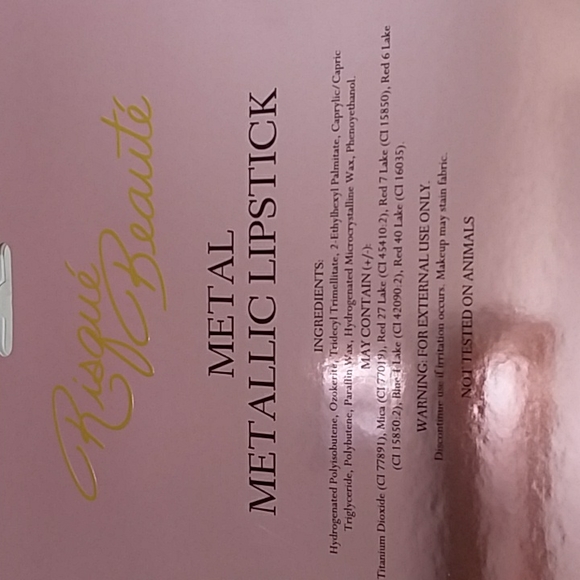 Risqué
Beauté
METAL
METALLIC LIPSTICK
INGREDIENTS:
Hydrogenated Polyisobutene, Ozokerite, Tridecyl Trimellitate, 2-Ethylhexyl Palmitate, Caprylic/Capric
Triglyceride, Polybutene, Parallin Wax, Hydrogenated Microcrystalline Wax, Phenoyethanol.
MAY CONTAIN (+/-):
Titanium Dioxide (CI 77891), Mica (CI 77019), Red 27 Lake (CI 45410:2), Red 7 Lake (CI 15850), Red 6 Lake
(CI 15850:2), Blue 1 Lake (CI 42090:2), Red 40 Lake (CI 16035).
WARNING: FOR EXTERNAL USE ONLY.
Discontinue use if irritation occurs. Makeup may stain fabric.
NOT TESTED ON ANIMALS